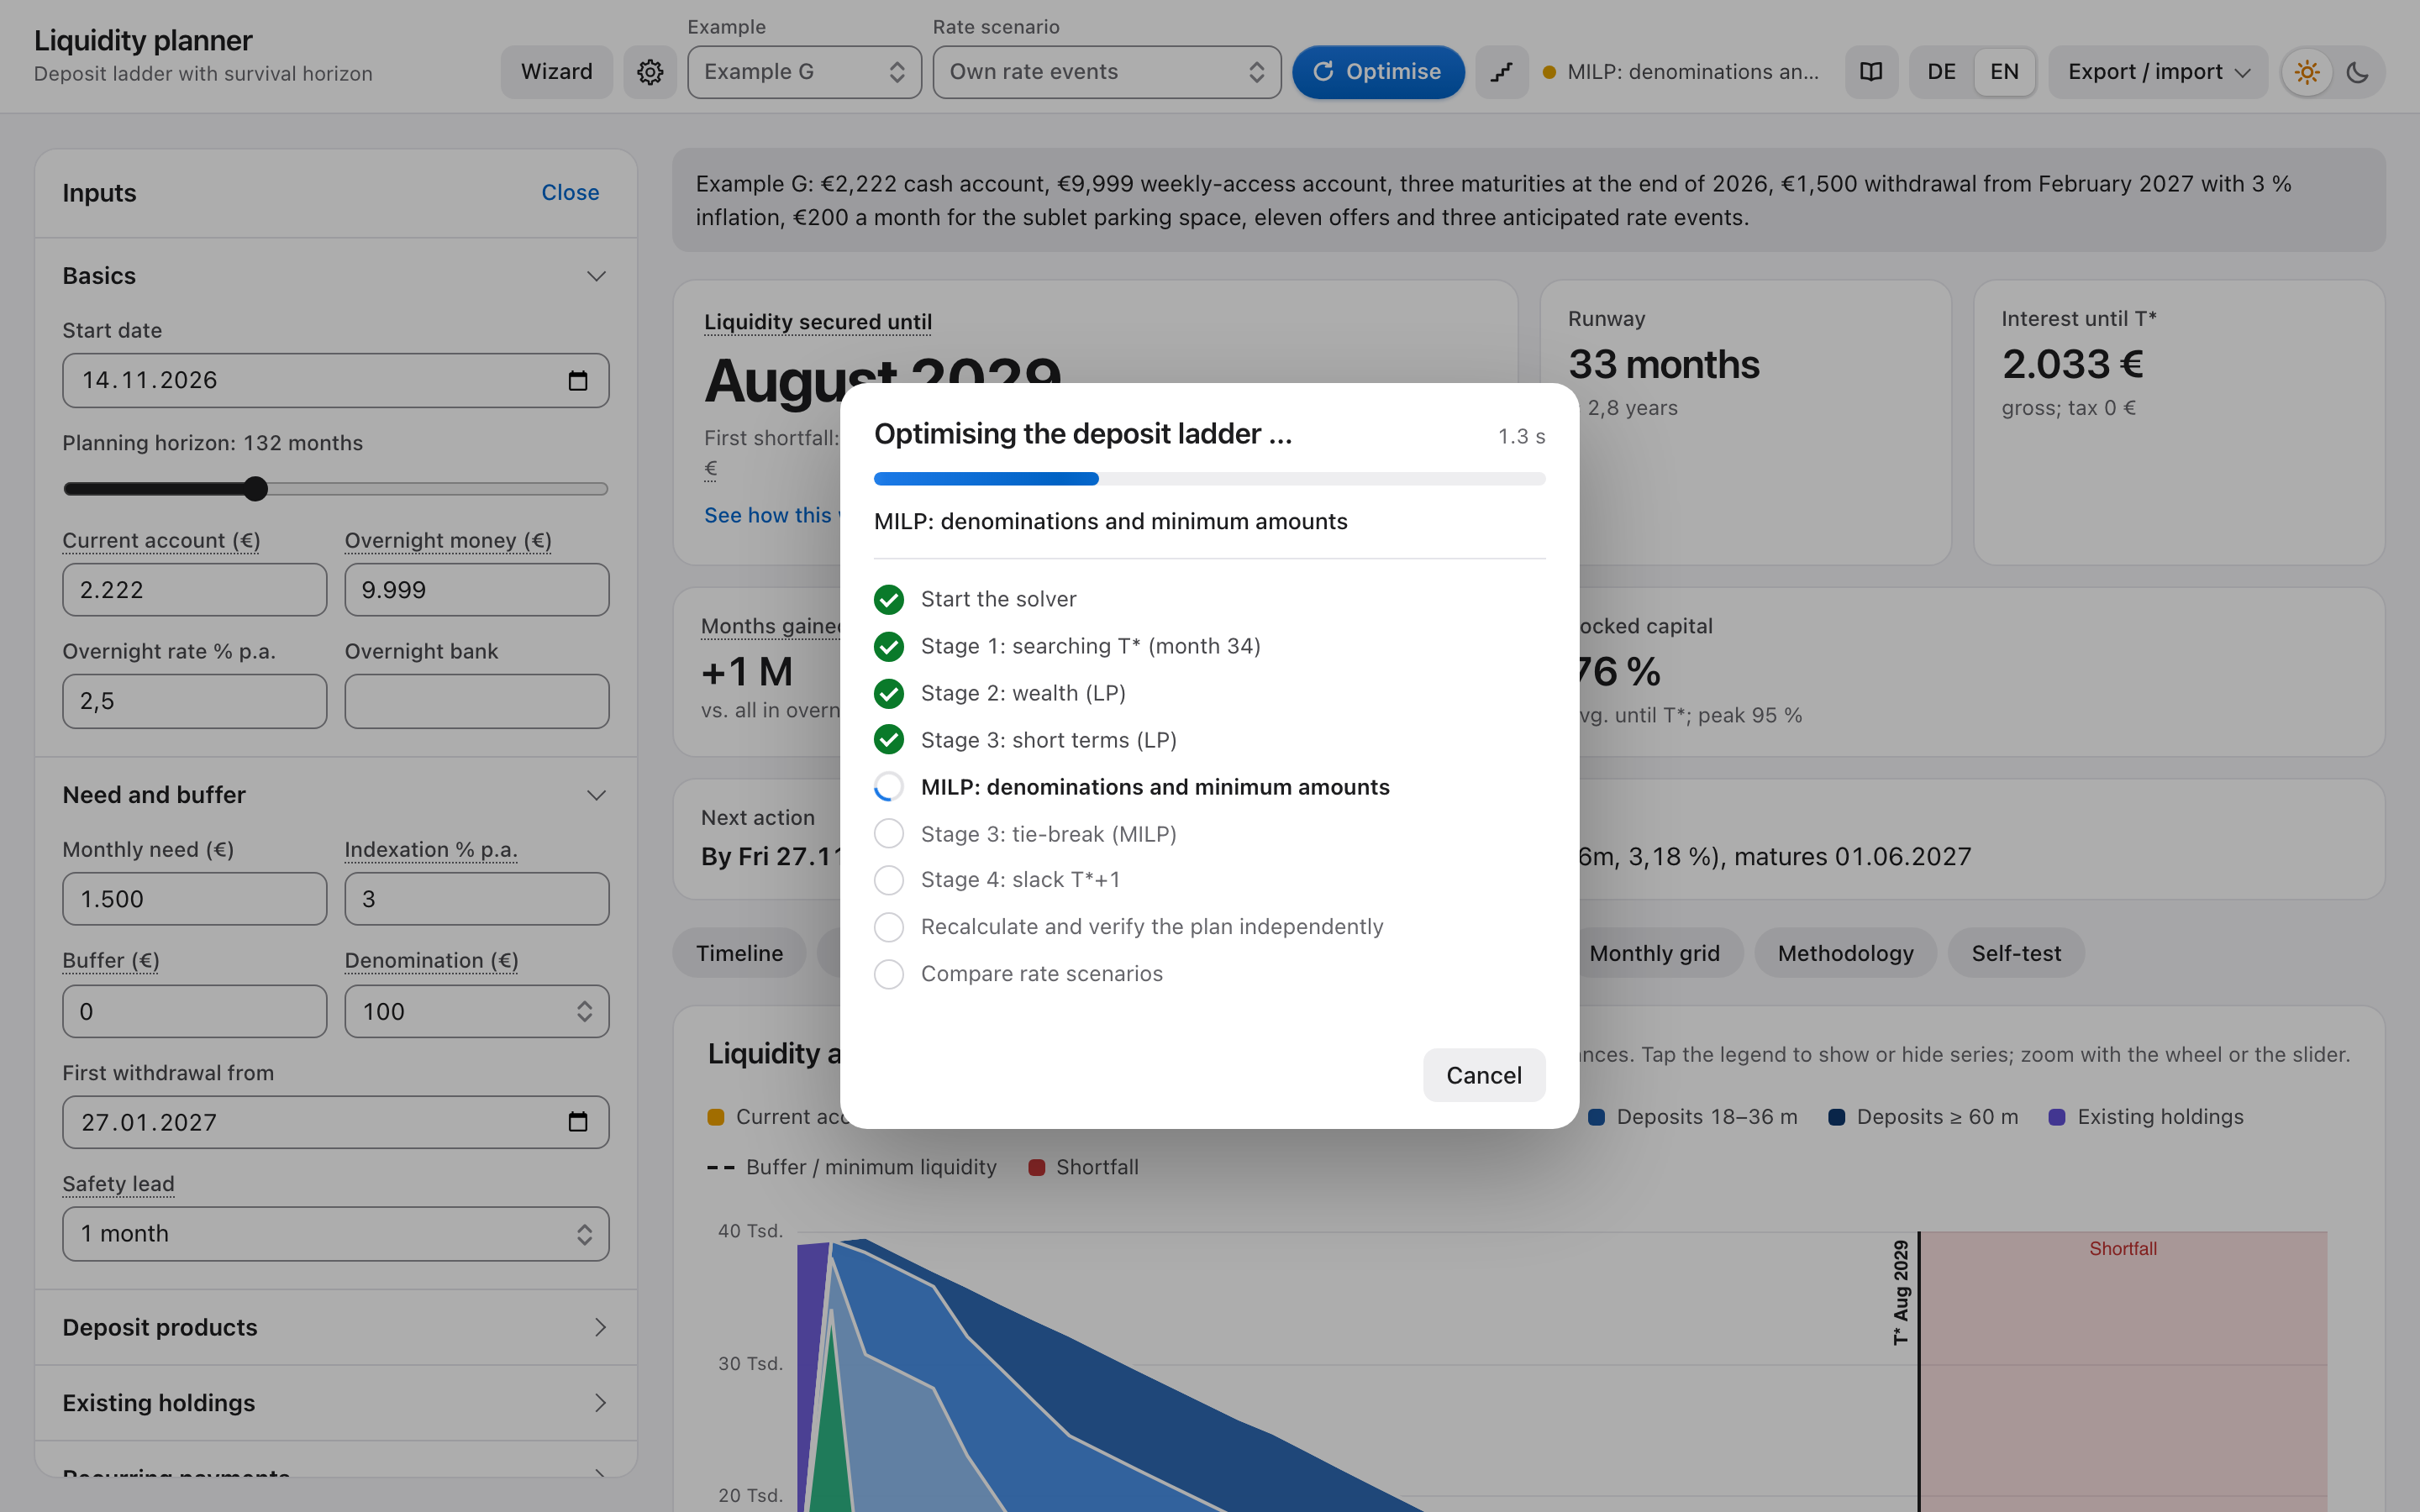 Liquidity planner
Deposit ladder with survival horizon
Wizard
Example
Example G
Rate scenario
Own rate events
Optimise
MILP: denominations an...
DE
EN
Export / import
Inputs
Close
Basics
Start date
14.11.2026
Planning horizon: 132 months
Current account (€)
Overnight money (€)
2.222
9.999
Overnight rate % p.a.
Overnight bank
2,5
Need and buffer
Monthly need (€)
Indexation % p.a.
1.500
3
Buffer (€)
Denomination (€)
0
100
First withdrawal from
27.01.2027
Safety lead
1 month
Deposit products
Existing holdings
Recurring payments
Example G: €2,222 cash account, €9,999 weekly-access account, three maturities at the end of 2026, €1,500 withdrawal from February 2027 with 3 %
inflation, €200 a month for the sublet parking space, eleven offers and three anticipated rate events.
Liquidity secured until
August 2029
First shortfall:
€
See how this
Runway
33 months
2,8 years
Interest until T*
2.033 €
gross; tax 0 €
Months gained
+1 M
vs. all in overn
ocked capital
76 %
vg. until T*; peak 95 %
Next action
By Fri 27.11
6m, 3,18 %), matures 01.06.2027
Optimising the deposit ladder ...
1.3 s
MILP: denominations and minimum amounts
Start the solver
Stage 1: searching T* (month 34)
Stage 2: wealth (LP)
Stage 3: short terms (LP)
MILP: denominations and minimum amounts
Stage 3: tie-break (MILP)
Stage 4: slack T*+1
Recalculate and verify the plan independently
Compare rate scenarios
Cancel
Timeline
Monthly grid
Methodology
Self-test
Liquidity a
nces. Tap the legend to show or hide series; zoom with the wheel or the slider.
Current acc
Deposits 18–36 m
Deposits ≥ 60 m
Existing holdings
Buffer / minimum liquidity
Shortfall
40 Tsd.
30 Tsd.
20 Tsd.
T* Aug 2029
Shortfall